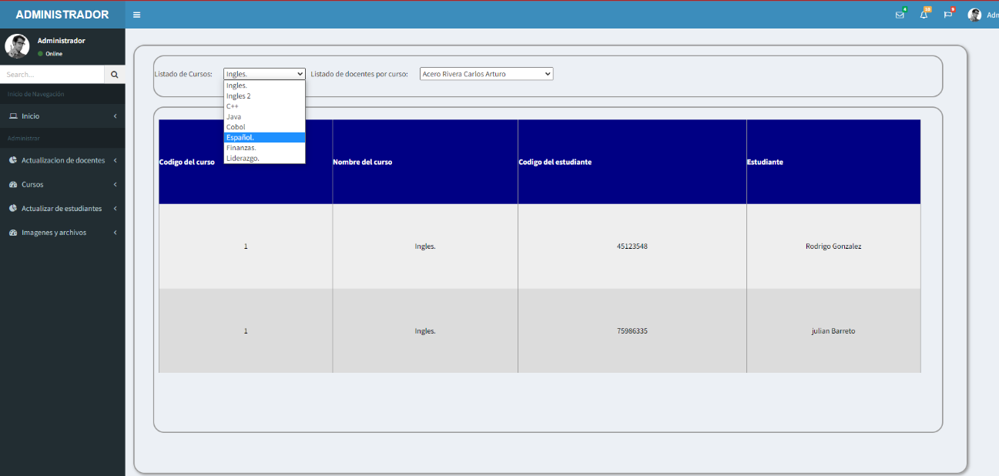 ADMINISTRADOR
4
10
9
Adm
Administrador
Online
Search...
Inicio de Navegación
Inicio
Administrar
Actualizacion de docentes
Cursos
Actualizar de estudiantes
Imagenes y archivos
Listado de Cursos: Ingles. Listado de docentes por curso: Acero Rivera Carlos Arturo
Ingles.
Ingles 2
C++
Java
Cobol
Español.
Finanzas.
Liderazgo.
Codigo del curso Nombre del curso Codigo del estudiante Estudiante
1 Ingles. 45123548 Rodrigo Gonzalez
1 Ingles. 75986335 julian Barreto